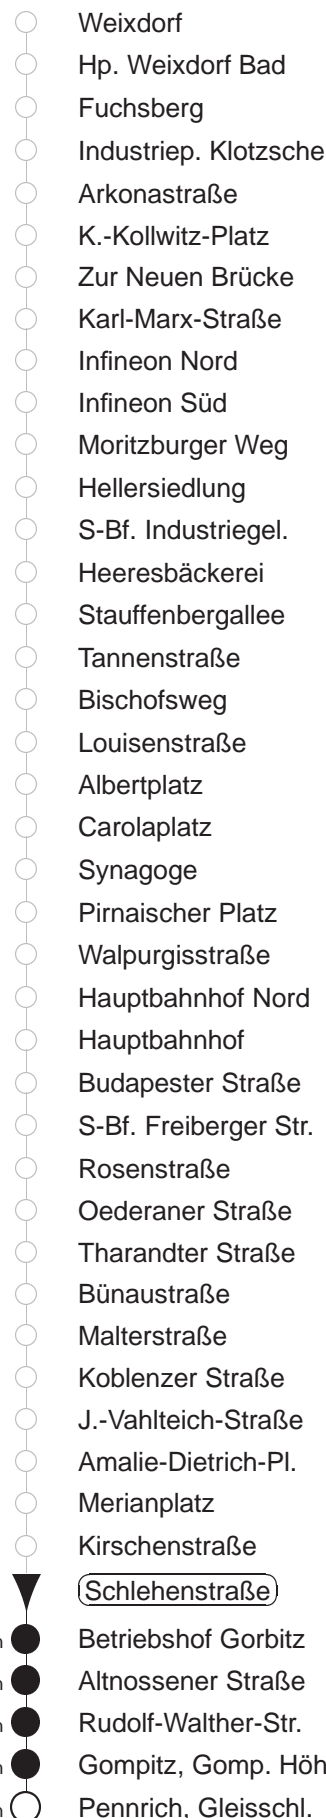 Weixdorf
Hp. Weixdorf Bad
Fuchsberg
Industriep. Klotzsche
Arkonastraße
K.-Kollwitz-Platz
Zur Neuen Brücke
Karl-Marx-Straße
Infineon Nord
Infineon Süd
Moritzburger Weg
Hellersiedlung
S-Bf. Industriegel.
Heeresbäckerei
Stauffenbergallee
Tannenstraße
Bischofsweg
Louisenstraße
Albertplatz
Carolaplatz
Synagoge
Pirnaischer Platz
Walpurgisstraße
Hauptbahnhof Nord
Hauptbahnhof
Budapester Straße
S-Bf. Freiberger Str.
Rosenstraße
Oederaner Straße
Tharandter Straße
Bünaustraße
Malterstraße
Koblenzer Straße
J.-Vahlteich-Straße
Amalie-Dietrich-Pl.
Merianplatz
Kirschenstraße
Schlehenstraße
Betriebshof Gorbitz
Altnossener Straße
Rudolf-Walther-Str.
Gompitz, Gomp. Höh
Pennrich, Gleisschl.